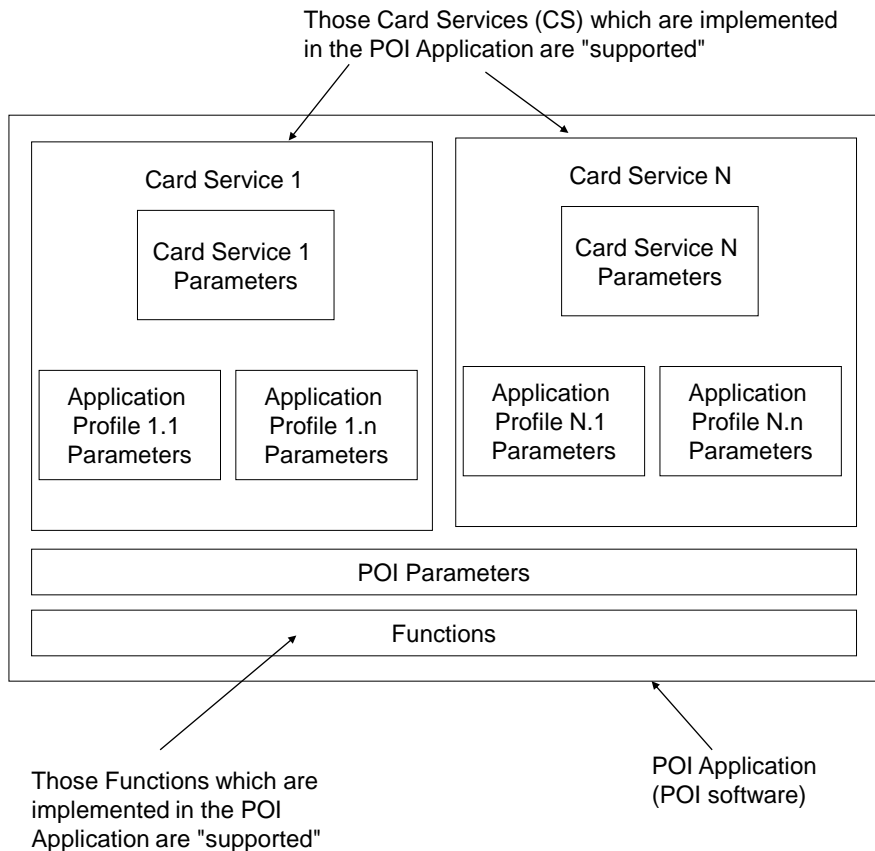 Those Card Services (CS) which are implemented
in the POI Application are "supported"
Card Service 1
Card Service 1
Parameters
Application
Profile 1.1
Parameters
Application
Profile 1.n
Parameters
Card Service N
Card Service N
Parameters
Application
Profile N.1
Parameters
Application
Profile N.n
Parameters
POI Parameters
Functions
Those Functions which are
implemented in the POI
Application are "supported"
POI Application
(POI software)